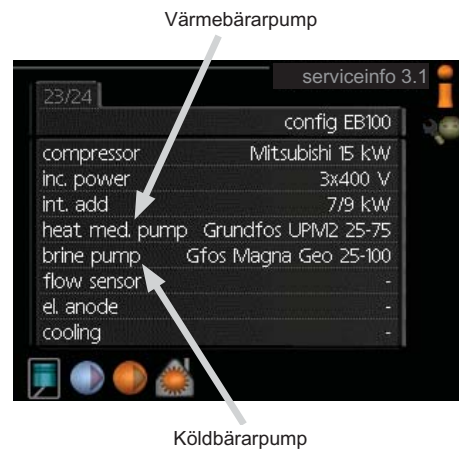 Värmebärarpump
serviceinfo 3.1
23/24
config EB100
compressor Mitsubishi 15 kW
inc. power 3x400 V
int. add 7/9 kW
heat med. pump Grundfos UPM2 25-75
brine pump Gfos Magna Geo 25-100
flow sensor -
el. anode -
cooling -
Köldbärarpump